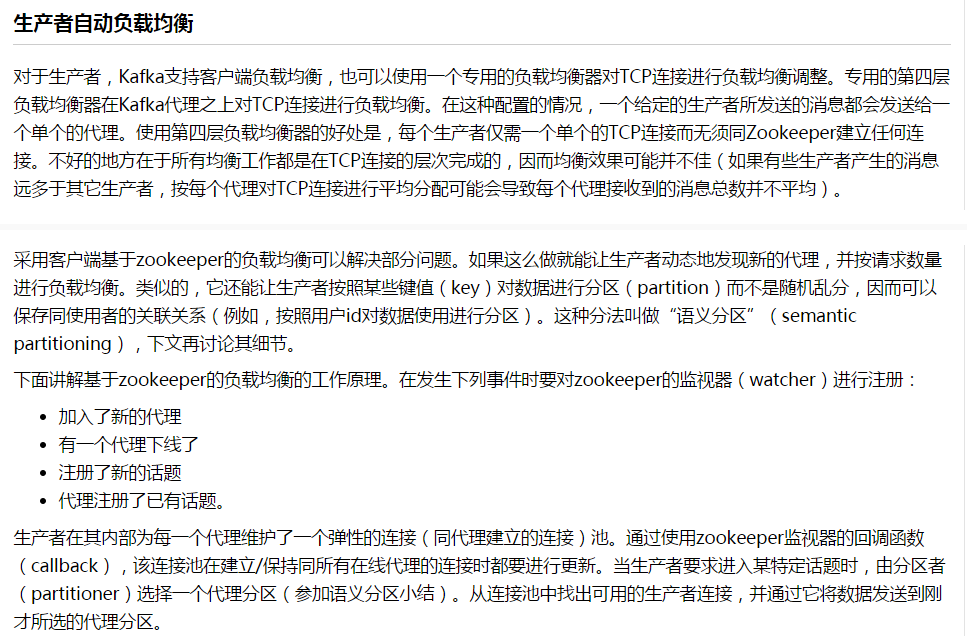 生产者自动负载均衡
对于生产者，Kafka支持客户端负载均衡，也可以使用一个专用的负载均衡器对TCP连接进行负载均衡调整。专用的第四层
负载均衡器在Kafka代理之上对TCP连接进行负载均衡。在这种配置的情况，一个给定的生产者所发送的消息都会发送给一
个单个的代理。使用第四层负载均衡器的好处是，每个生产者仅需一个单个的TCP连接而无须同Zookeeper建立任何连
接。不好的地方在于所有均衡工作都是在TCP连接的层次完成的，因而均衡效果可能并不佳（如果有些生产者产生的消息
远多于其它生产者，按每个代理对TCP连接进行平均分配可能会导致每个代理接收到的消息总数并不平均）。
采用客户端基于zookeeper的负载均衡可以解决部分问题。如果这么做就能让生产者动态地发现新的代理，并按请求数量
进行负载均衡。类似的，它还能让生产者按照某些键值（key）对数据进行分区（partition）而不是随机乱分，因而可以
保存同使用者的关联关系（例如，按照用户id对数据使用进行分区）。这种分法叫做“语义分区”（semantic
partitioning），下文再讨论其细节。
下面讲解基于zookeeper的负载均衡的工作原理。在发生下列事件时要对zookeeper的监视器（watcher）进行注册：
• 加入了新的代理
• 有一个代理下线了
• 注册了新的话题
• 代理注册了已有话题。
生产者在其内部为每一个代理维护了一个弹性的连接（同代理建立的连接）池。通过使用zookeeper监视器的回调函数
（callback），该连接池在建立/保持同所有在线代理的连接时都要进行更新。当生产者要求进入某特定话题时，由分区者
（partitioner）选择一个代理分区（参加语义分区小结）。从连接池中找出可用的生产者连接，并通过它将数据发送到刚
才所选的代理分区。